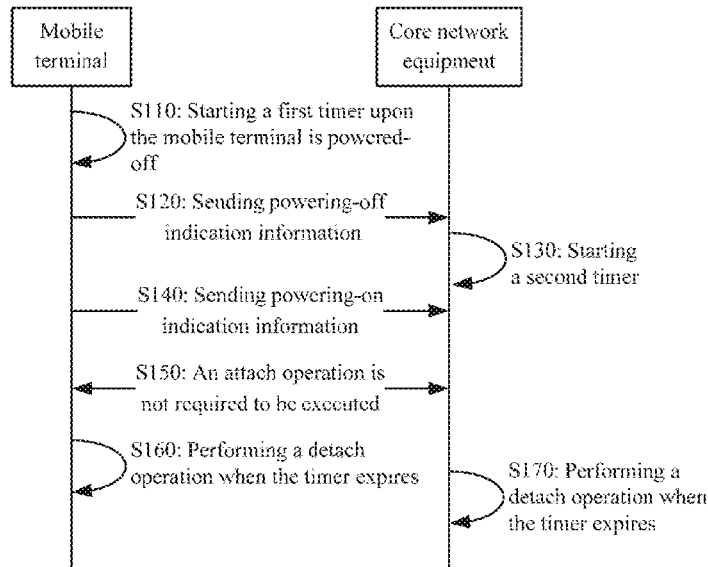 Mobile
terminal
Core network
equipment
S110: Starting a first timer upon
the mobile terminal is powered-
off
S120: Sending powering-off
indication information
S130: Starting
a second timer
S140: Sending powering-on
indication information
S150: An attach operation is
not required to be executed
S160: Performing a detach
operation when the timer expires
S170: Performing a
detach operation when
the timer expires